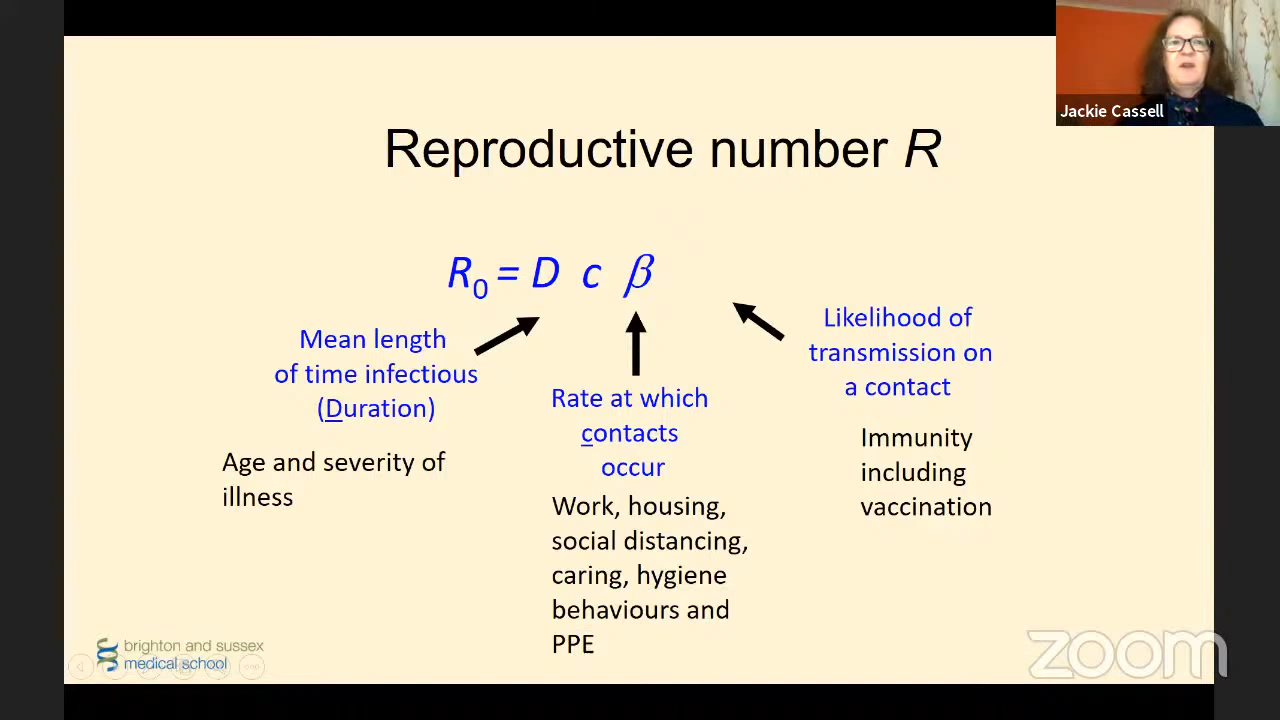 Jackie Cassell
Reproductive number R
R0 = D c β
Mean length
of time infectious
(Duration)
Age and severity of
illness
Rate at which
contacts
occur
Work, housing,
social distancing,
caring, hygiene
behaviours and
PPE
Likelihood of
transmission on
a contact
Immunity
including
vaccination
brighton and sussex
medical school
zoom